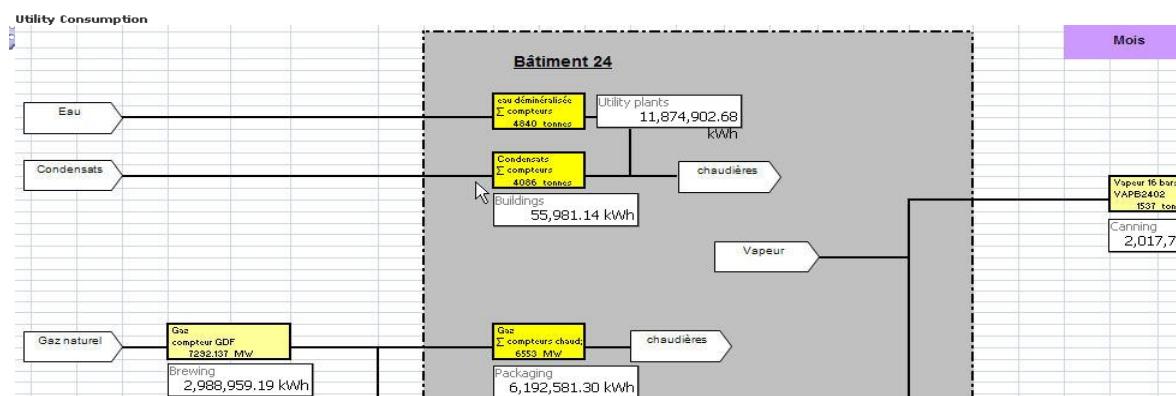 Utility Consumption
Mois
Bâtiment 24
Eau
eau déminéralisée
Σ compteurs
4840 tonnes
Utility plants
11,874,902.68
kWh
Condensats
Condensats
Σ compteurs
4086 tonnes
chaudières
Buildings
55,981.14 kWh
Vapeur 16 bars
VAPB2402
1537 ton
Canning
2,017,7
Vapeur
Gaz naturel
Gaz
compteur GDF
7292.137 MW
Gaz
Σ compteurs chaud;
6553 MW
chaudières
Brewing
2,988,959.19 kWh
Packaging
6,192,581.30 kWh